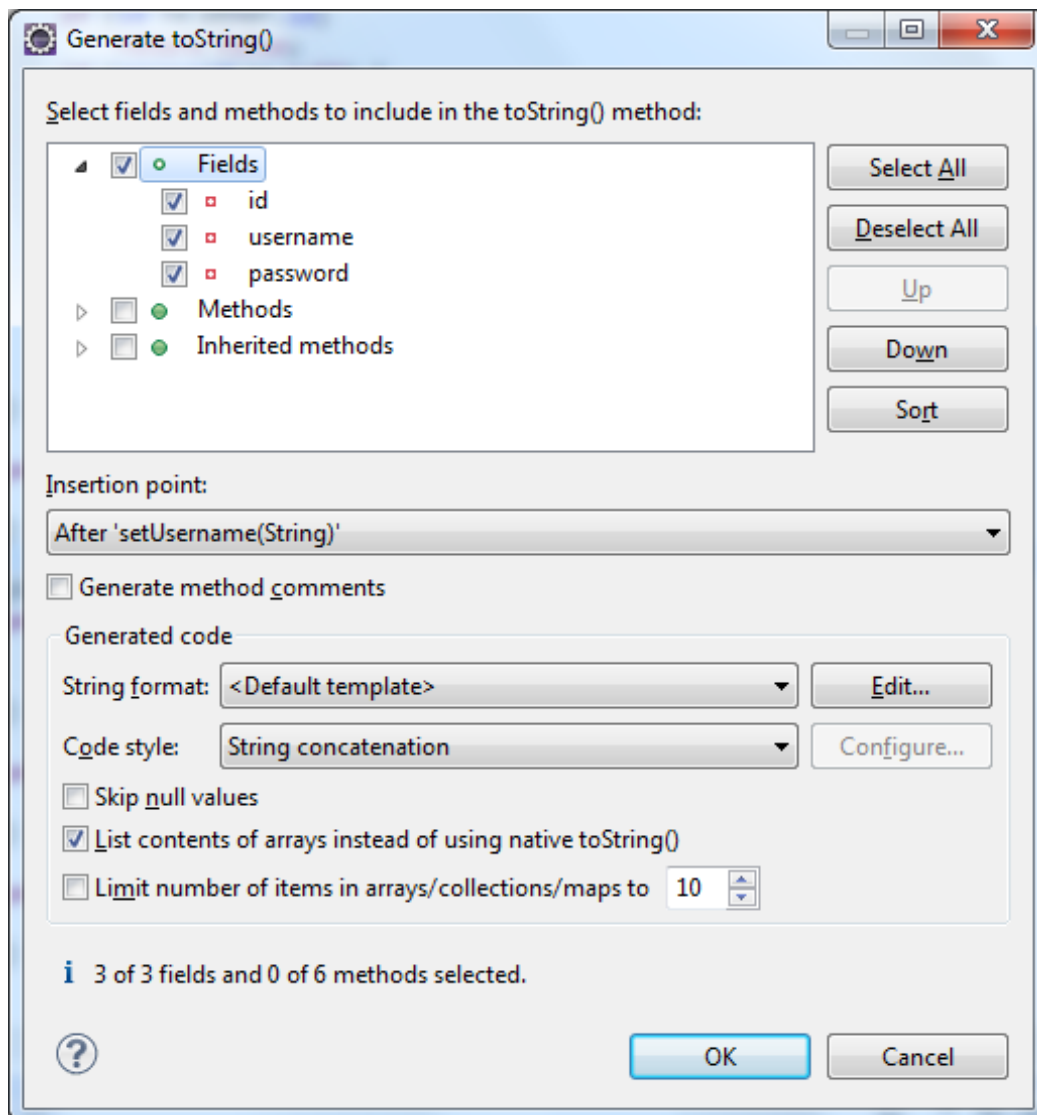 Generate toString()
Select fields and methods to include in the toString() method:
Fields
id
username
password
Methods
Inherited methods
Select All
Deselect All
Up
Down
Sort
Insertion point:
After 'setUsername(String)'
Generate method comments
Generated code
String format: <Default template> Edit...
Code style: String concatenation Configure...
Skip null values
List contents of arrays instead of using native toString()
Limit number of items in arrays/collections/maps to 10
3 of 3 fields and 0 of 6 methods selected.
OK Cancel